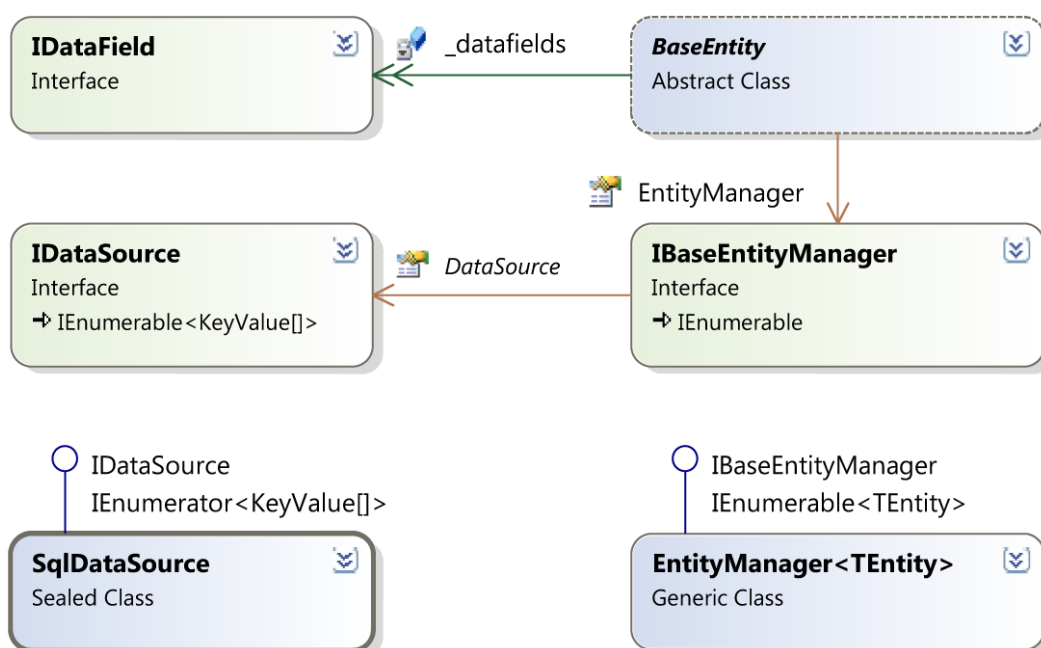 IDataField
Interface
_datafields
BaseEntity
Abstract Class
EntityManager
IDataSource
Interface
IEnumerable<KeyValue[]>
DataSource
IBaseEntityManager
Interface
IEnumerable
IDataSource
IEnumerator<KeyValue[]>
SqlDataSource
Sealed Class
IBaseEntityManager
IEnumerable<TEntity>
EntityManager<TEntity>
Generic Class